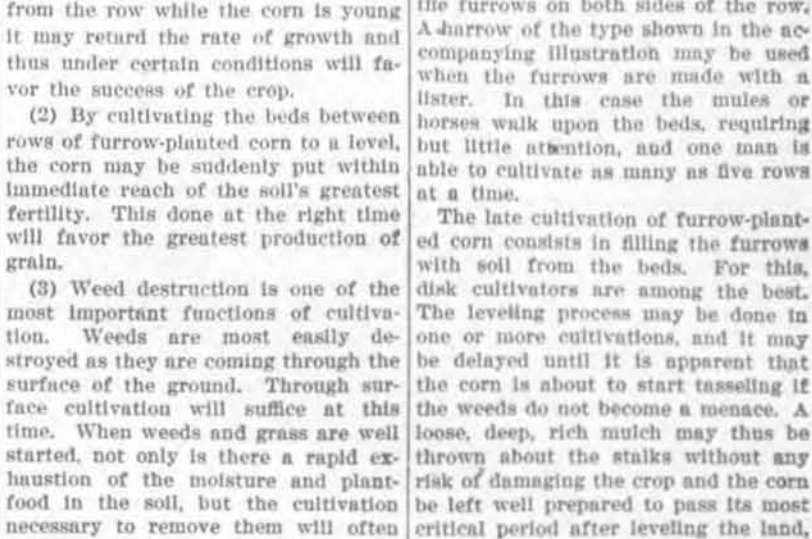 from the row while the corn is young
it may retard the rate of growth and
thus under certain conditions will fa-
vor the success of the crop.
(2) By cultivating the beds between
rows of furrow-planted corn to a level,
the corn may be suddenly put within
immediate reach of the soil's greatest
fertility. This done at the right time
will favor the greatest production of
grain.
(3) Weed destruction is one of the
most important functions of cultiva-
tion. Weeds are most easily de-
stroyed as they are coming through the
surface of the ground. Through sur-
face cultivation will suffice at this
time. When weeds and grass are well
started, not only is there a rapid ex-
haustion of the moisture and plant-
food in the soil, but the cultivation
necessary to remove them will often
the furrows on both sides of the row.
A harrow of the type shown in the ac-
companying illustration may be used
when the furrows are made with a
lister. In this case the mules or
horses walk upon the beds, requiring
but little attention, and one man is
able to cultivate as many as five rows
at a time.
The late cultivation of furrow-plant-
ed corn consists in filling the furrows
with soil from the beds. For this,
disk cultivators are among the best.
The leveling process may be done in
one or more cultivations, and it may
be delayed until it is apparent that
the corn is about to start tasseling if
the weeds do not become a menace. A
loose, deep, rich mulch may thus be
thrown about the stalks without any
risk of damaging the crop and the corn
be left well prepared to pass its most
critical period after leveling the land.